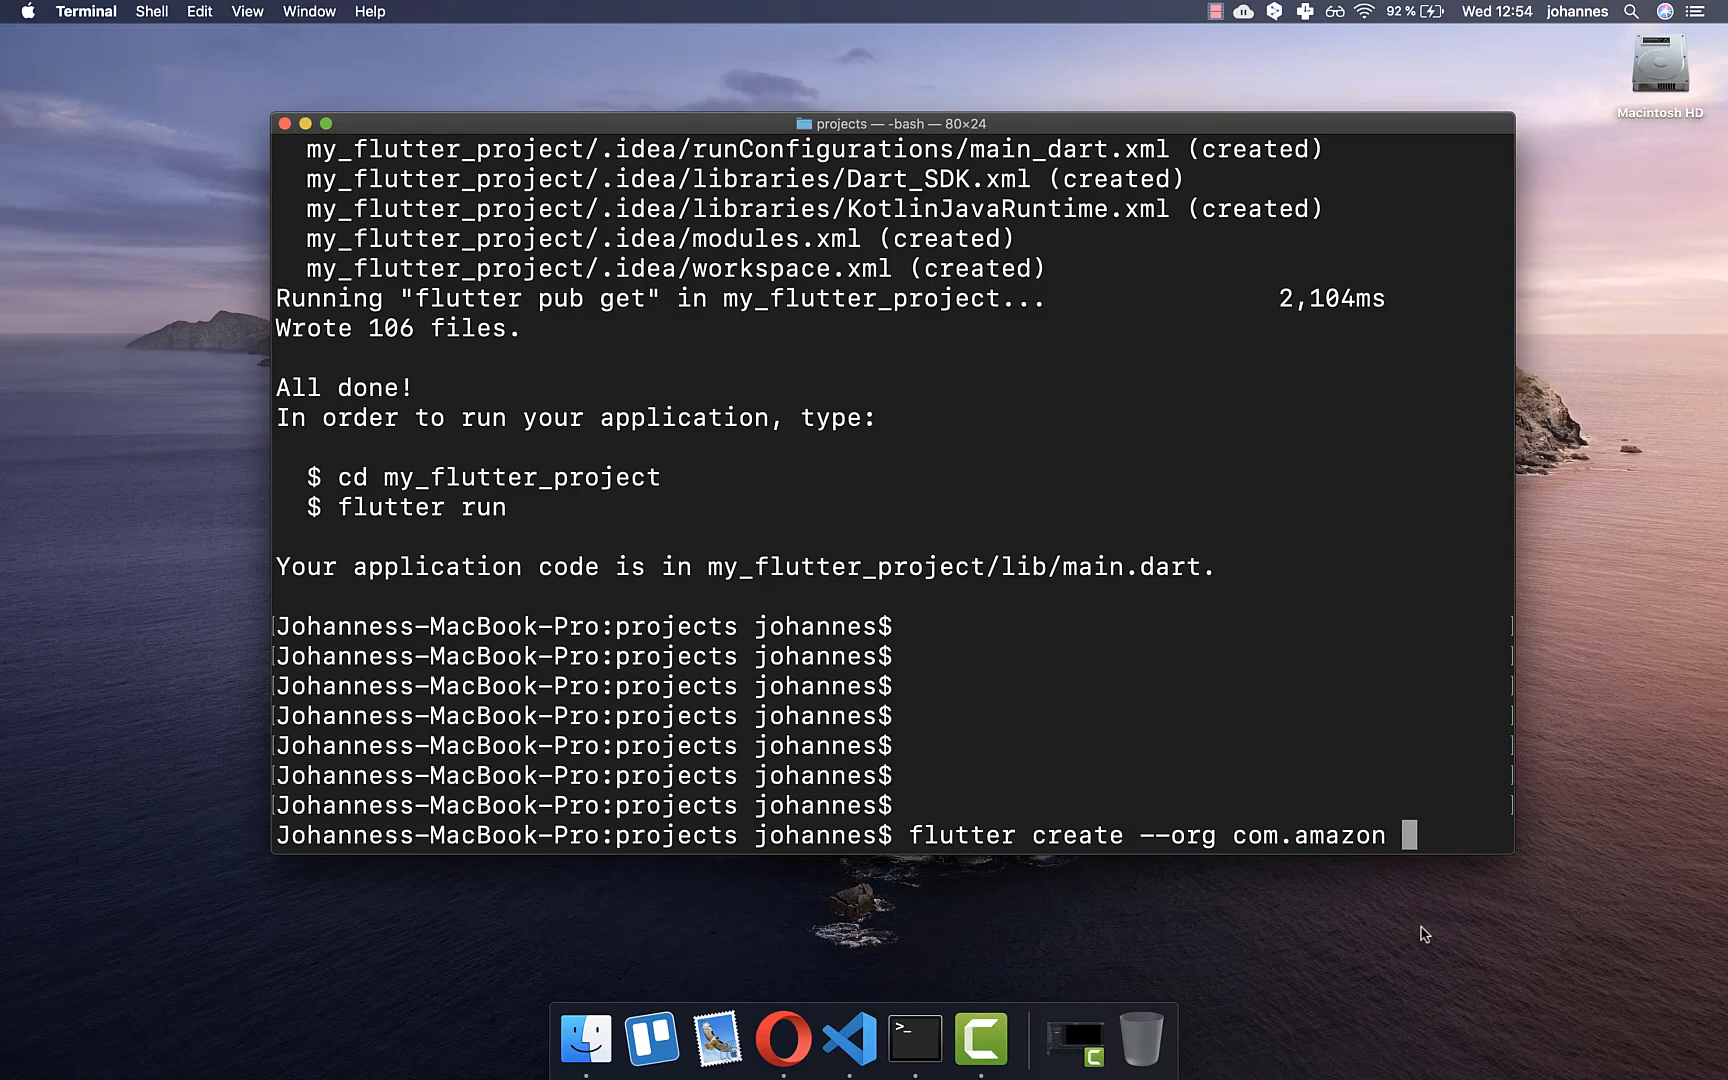 Terminal Shell Edit View Window Help 92 % Wed 12:54 johannes
Macintosh HD
projects — -bash — 80×24
my_flutter_project/.idea/runConfigurations/main_dart.xml (created)
my_flutter_project/.idea/libraries/Dart_SDK.xml (created)
my_flutter_project/.idea/libraries/KotlinJavaRuntime.xml (created)
my_flutter_project/.idea/modules.xml (created)
my_flutter_project/.idea/workspace.xml (created)
Running "flutter pub get" in my_flutter_project... 2,104ms
Wrote 106 files.
All done!
In order to run your application, type:
$ cd my_flutter_project
$ flutter run
Your application code is in my_flutter_project/lib/main.dart.
[Johanness-MacBook-Pro:projects johannes$ ]
[Johanness-MacBook-Pro:projects johannes$ ]
[Johanness-MacBook-Pro:projects johannes$ ]
[Johanness-MacBook-Pro:projects johannes$ ]
[Johanness-MacBook-Pro:projects johannes$ ]
[Johanness-MacBook-Pro:projects johannes$ ]
[Johanness-MacBook-Pro:projects johannes$ ]
Johanness-MacBook-Pro:projects johannes$ flutter create --org com.amazon